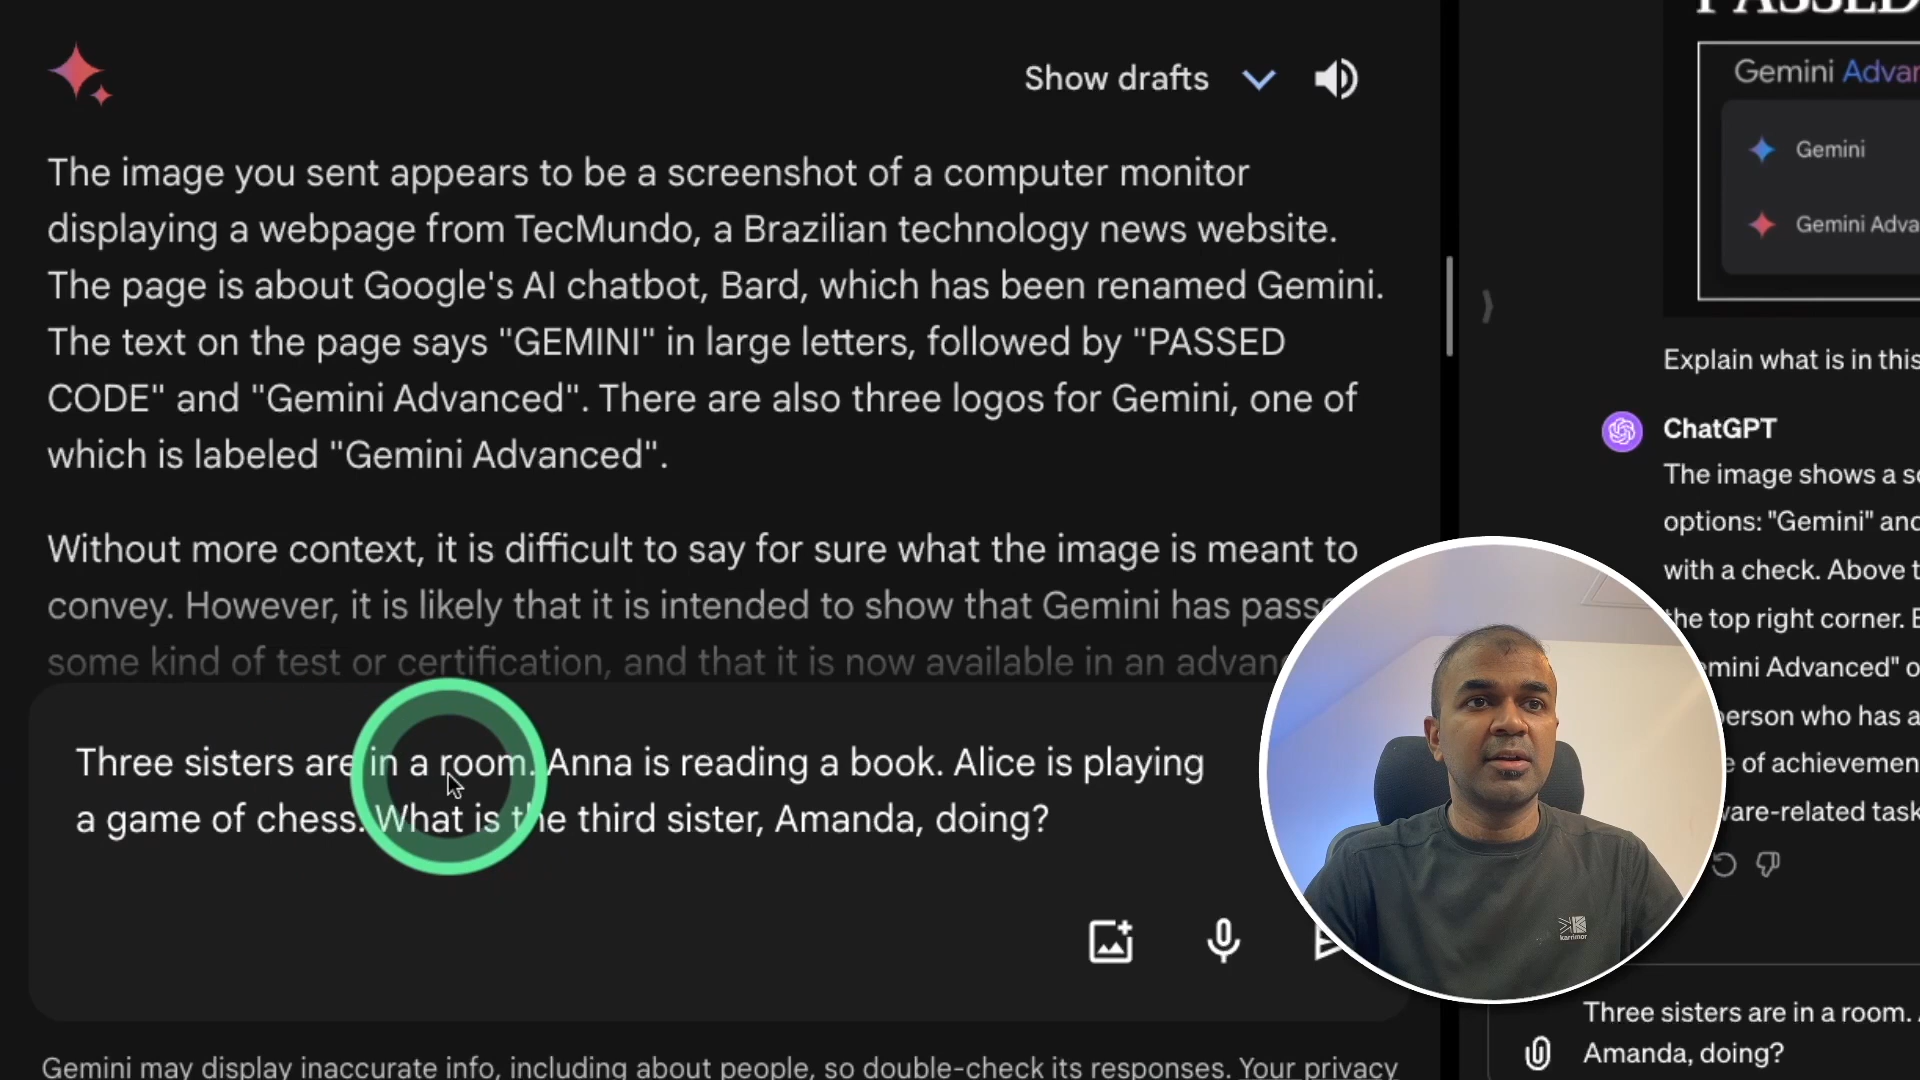 Show drafts
The image you sent appears to be a screenshot of a computer monitor
displaying a webpage from TecMundo, a Brazilian technology news website.
The page is about Google's AI chatbot, Bard, which has been renamed Gemini.
The text on the page says "GEMINI" in large letters, followed by "PASSED
CODE" and "Gemini Advanced". There are also three logos for Gemini, one of
which is labeled "Gemini Advanced".
Without more context, it is difficult to say for sure what the image is meant to
convey. However, it is likely that it is intended to show that Gemini has
some kind of test or certification, and that it is now available in an
Three sisters are in a room. Anna is reading a book. Alice is playing
a game of chess. What is the third sister, Amanda, doing?
Gemini may display inaccurate info, including about people, so double-check its responses. Your privacy
PASSED
Gemini
Gemini
Gemini
Explain what is in this
ChatGPT
The image shows a
options: "Gemini" and
with a check. Above
the top right corner.
Advanced"
person who has a
of
task
karrimor
Three sisters are in a room.
Amanda, doing?